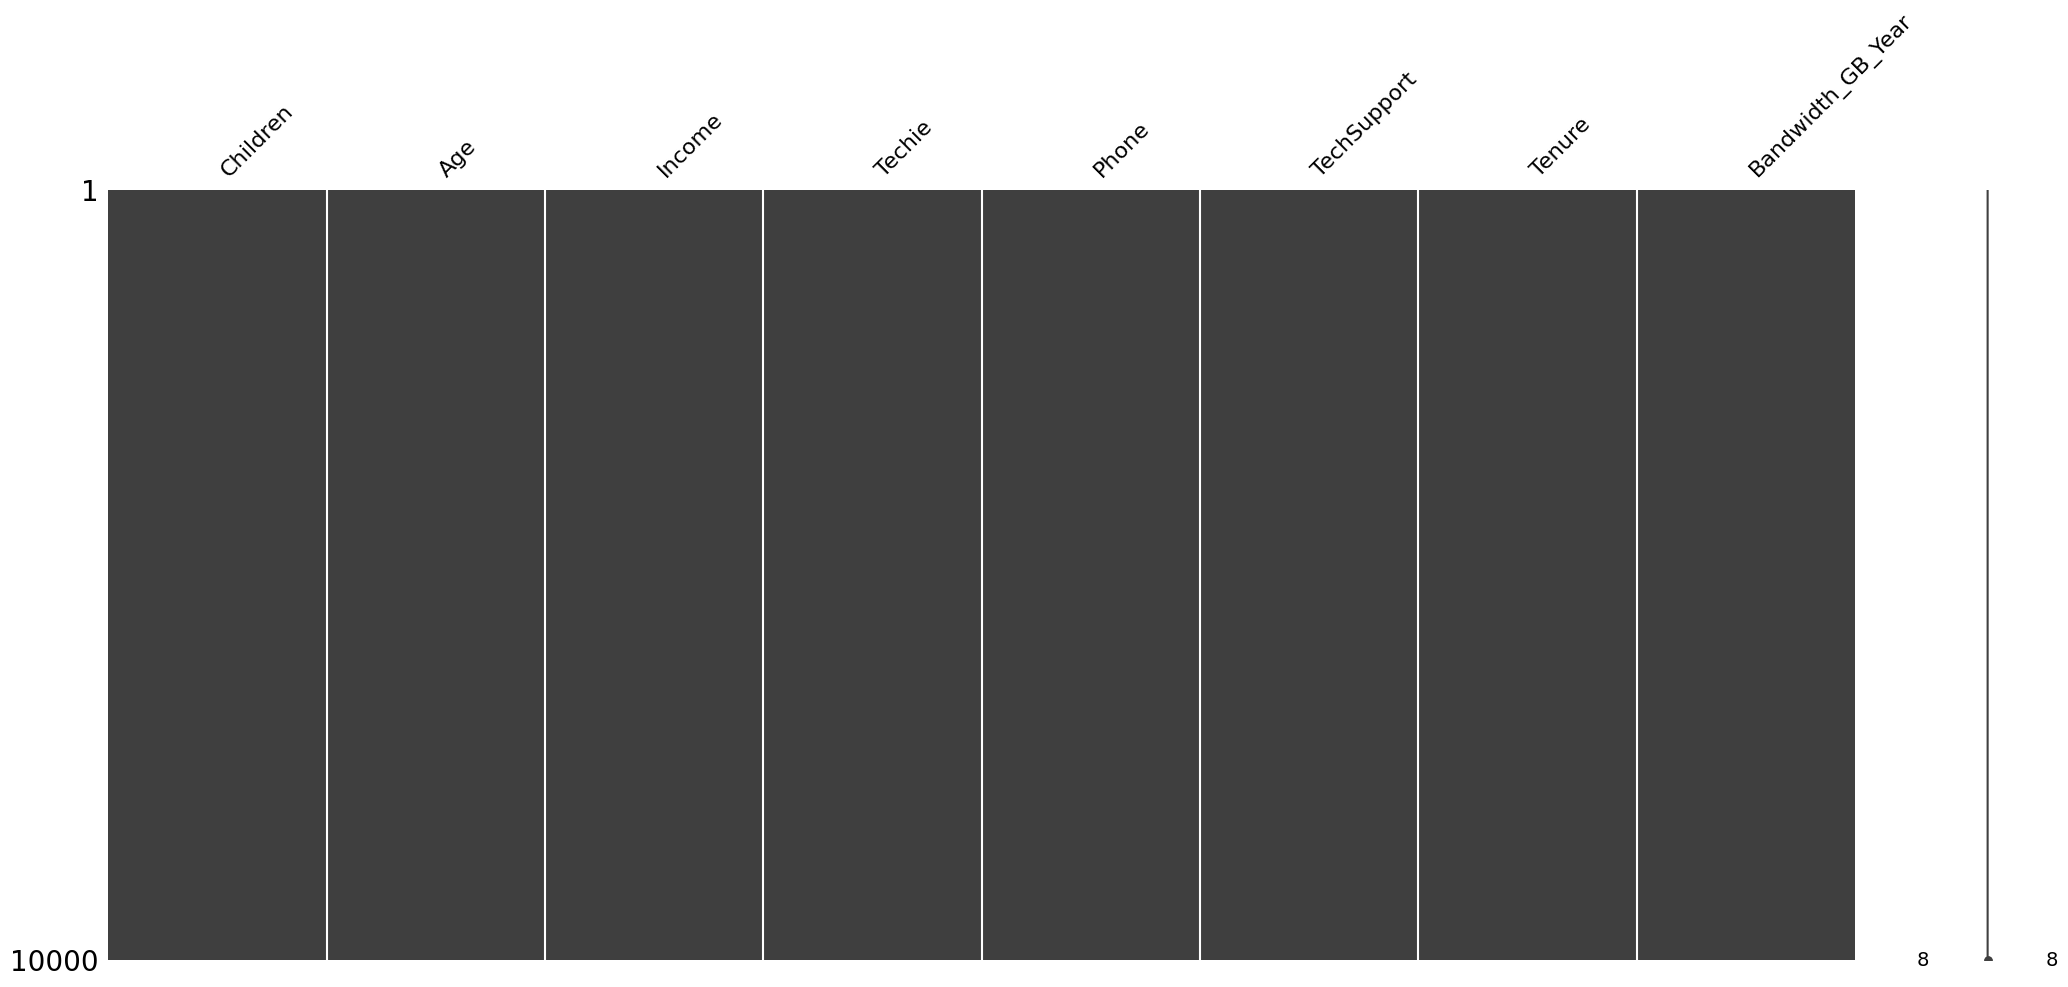 Children
Age
Income
Techie
Phone
TechSupport
Tenure
Bandwidth_GB_Year
1
10000
8
8